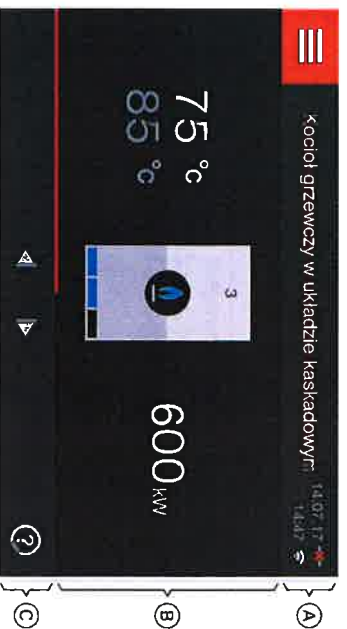 Kocioł grzewczy w układzie kaskadowym
14.07.17
14:47
75 °C
85 °C
3
600 kW
?
A
B
C